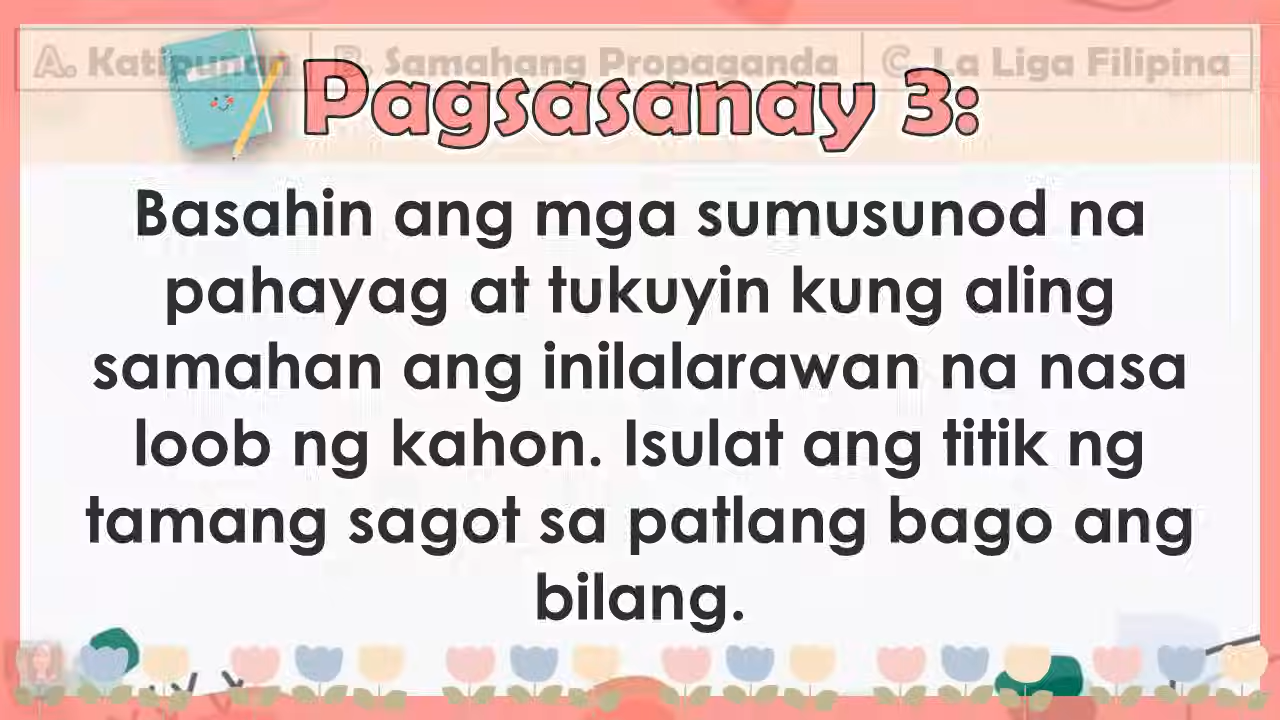 A. Katipunan B. Samahang Propaganda C. La Liga Filipina
Pagsasanay 3:
Basahin ang mga sumusunod na
pahayag at tukuyin kung aling
samahan ang inilalarawan na nasa
loob ng kahon. Isulat ang titik ng
tamang sagot sa patlang bago ang
bilang.